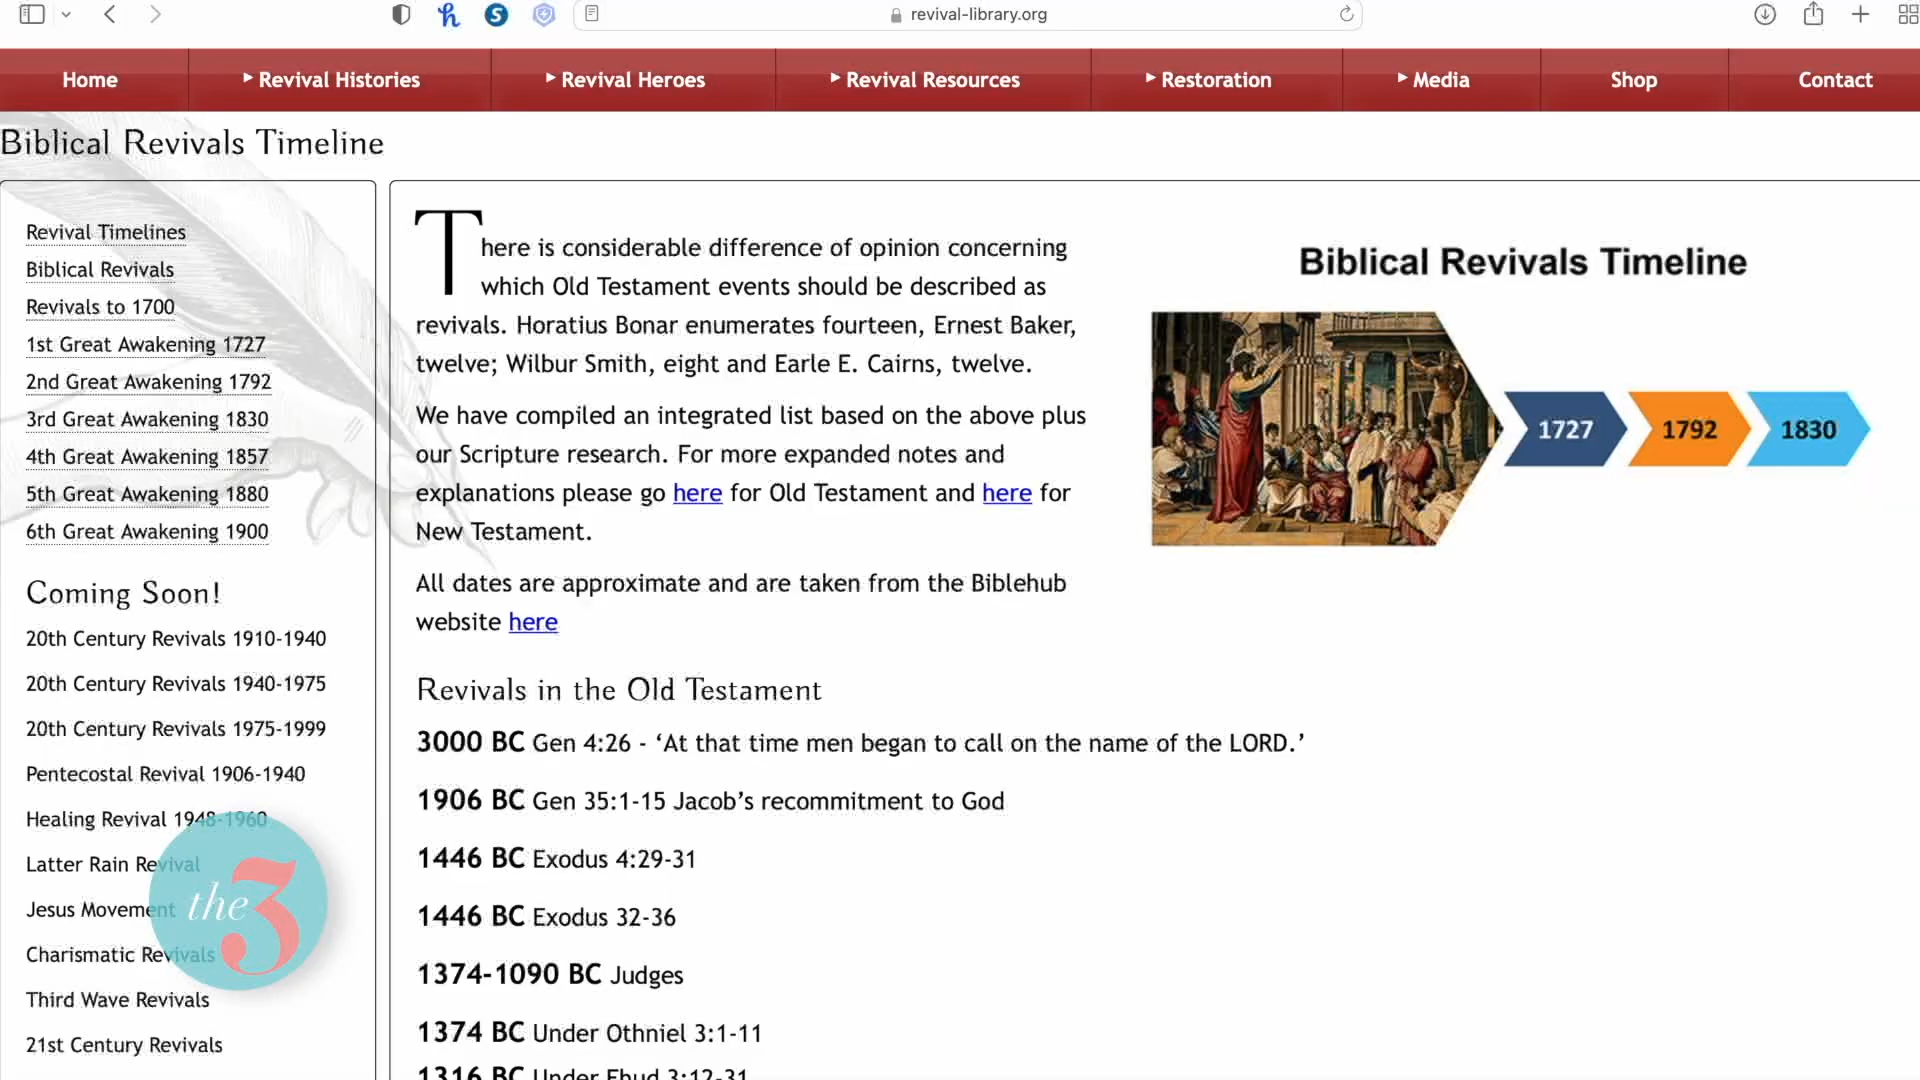 revival-library.org
Home
Revival Histories
Revival Heroes
Revival Resources
Restoration
Media
Shop
Contact
Biblical Revivals Timeline
Revival Timelines
Biblical Revivals
Revivals to 1700
1st Great Awakening 1727
2nd Great Awakening 1792
3rd Great Awakening 1830
4th Great Awakening 1857
5th Great Awakening 1880
6th Great Awakening 1900
Coming Soon!
20th Century Revivals 1910-1940
20th Century Revivals 1940-1975
20th Century Revivals 1975-1999
Pentecostal Revival 1906-1940
Healing Revival 1948-1960
Latter Rain Revival
Jesus Movement
Charismatic Revivals
Third Wave Revivals
21st Century Revivals
the 3
There is considerable difference of opinion concerning
which Old Testament events should be described as
revivals. Horatius Bonar enumerates fourteen, Ernest Baker,
twelve; Wilbur Smith, eight and Earle E. Cairns, twelve.
We have compiled an integrated list based on the above plus
our Scripture research. For more expanded notes and
explanations please go here for Old Testament and here for
New Testament.
All dates are approximate and are taken from the Biblehub
website here
Biblical Revivals Timeline
1727
1792
1830
Revivals in the Old Testament
3000 BC Gen 4:26 - ‘At that time men began to call on the name of the LORD.’
1906 BC Gen 35:1-15 Jacob’s recommitment to God
1446 BC Exodus 4:29-31
1446 BC Exodus 32-36
1374-1090 BC Judges
1374 BC Under Othniel 3:1-11
1316 BC Under Ehud 3:12-31